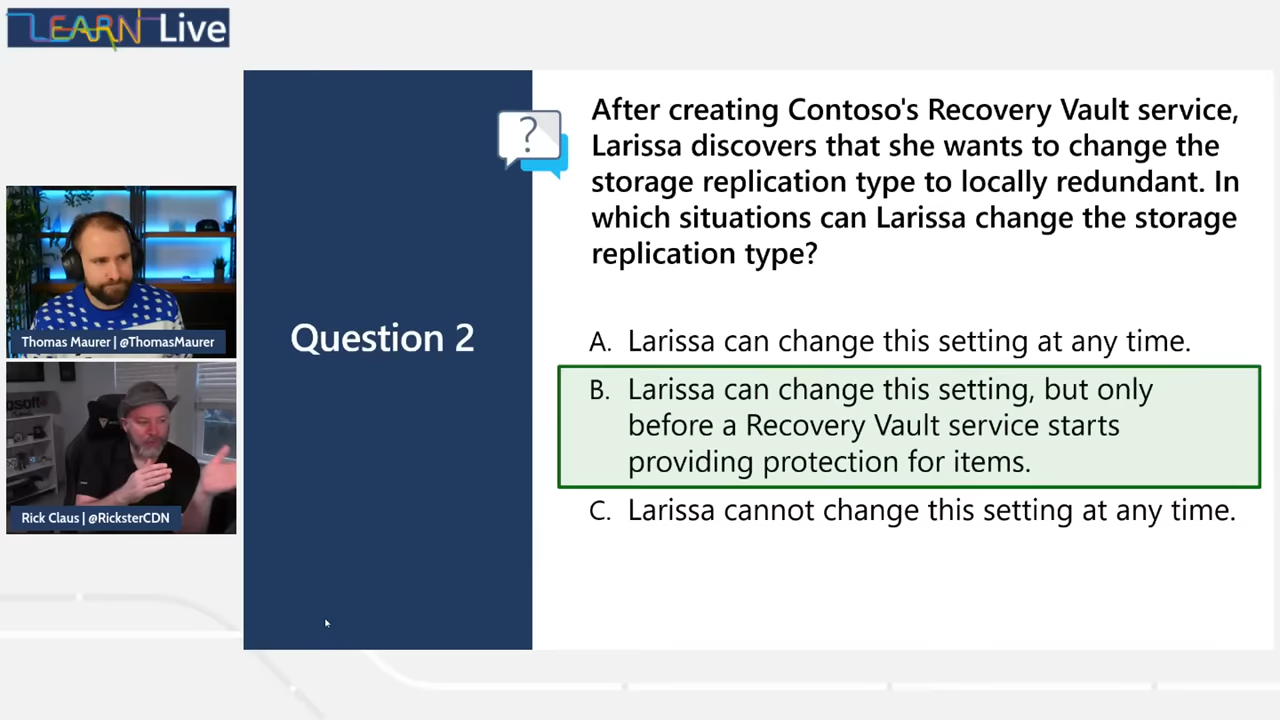 LEARN Live
After creating Contoso's Recovery Vault service,
Larissa discovers that she wants to change the
storage replication type to locally redundant. In
which situations can Larissa change the storage
replication type?
Question 2
A. Larissa can change this setting at any time.
B. Larissa can change this setting, but only
before a Recovery Vault service starts
providing protection for items.
C. Larissa cannot change this setting at any time.
Thomas Maurer | @ThomasMaurer
Rick Claus | @RicksterCDN
?